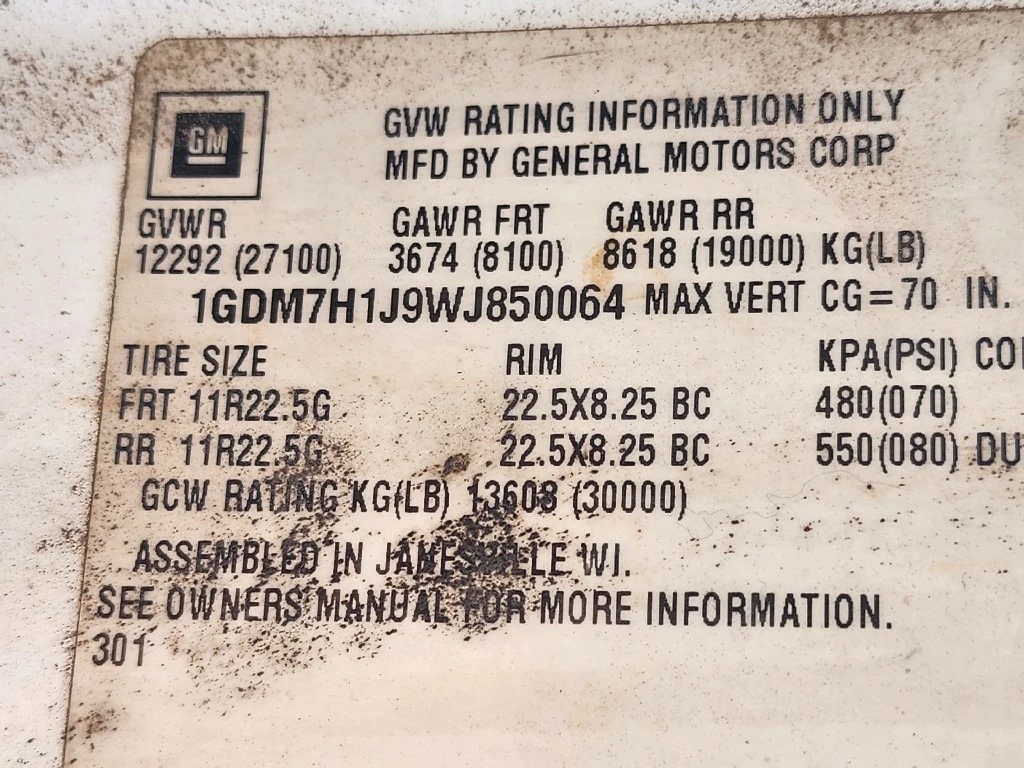 GM
GVW RATING INFORMATION ONLY
MFD BY GENERAL MOTORS CORP
GVWR GAWR FRT GAWR RR
12292 (27100) 3674 (8100) 8618 (19000) KG(LB)
1GDM7H1J9WJ850064 MAX VERT CG=70 IN.
TIRE SIZE RIM KPA(PSI) CO
FRT 11R22.5G 22.5X8.25 BC 480(070)
RR 11R22.5G 22.5X8.25 BC 550(080) DU
GCW RATING KG(LB) 13608 (30000)
ASSEMBLED IN JANESVILLE WI.
SEE OWNERS MANUAL FOR MORE INFORMATION.
301